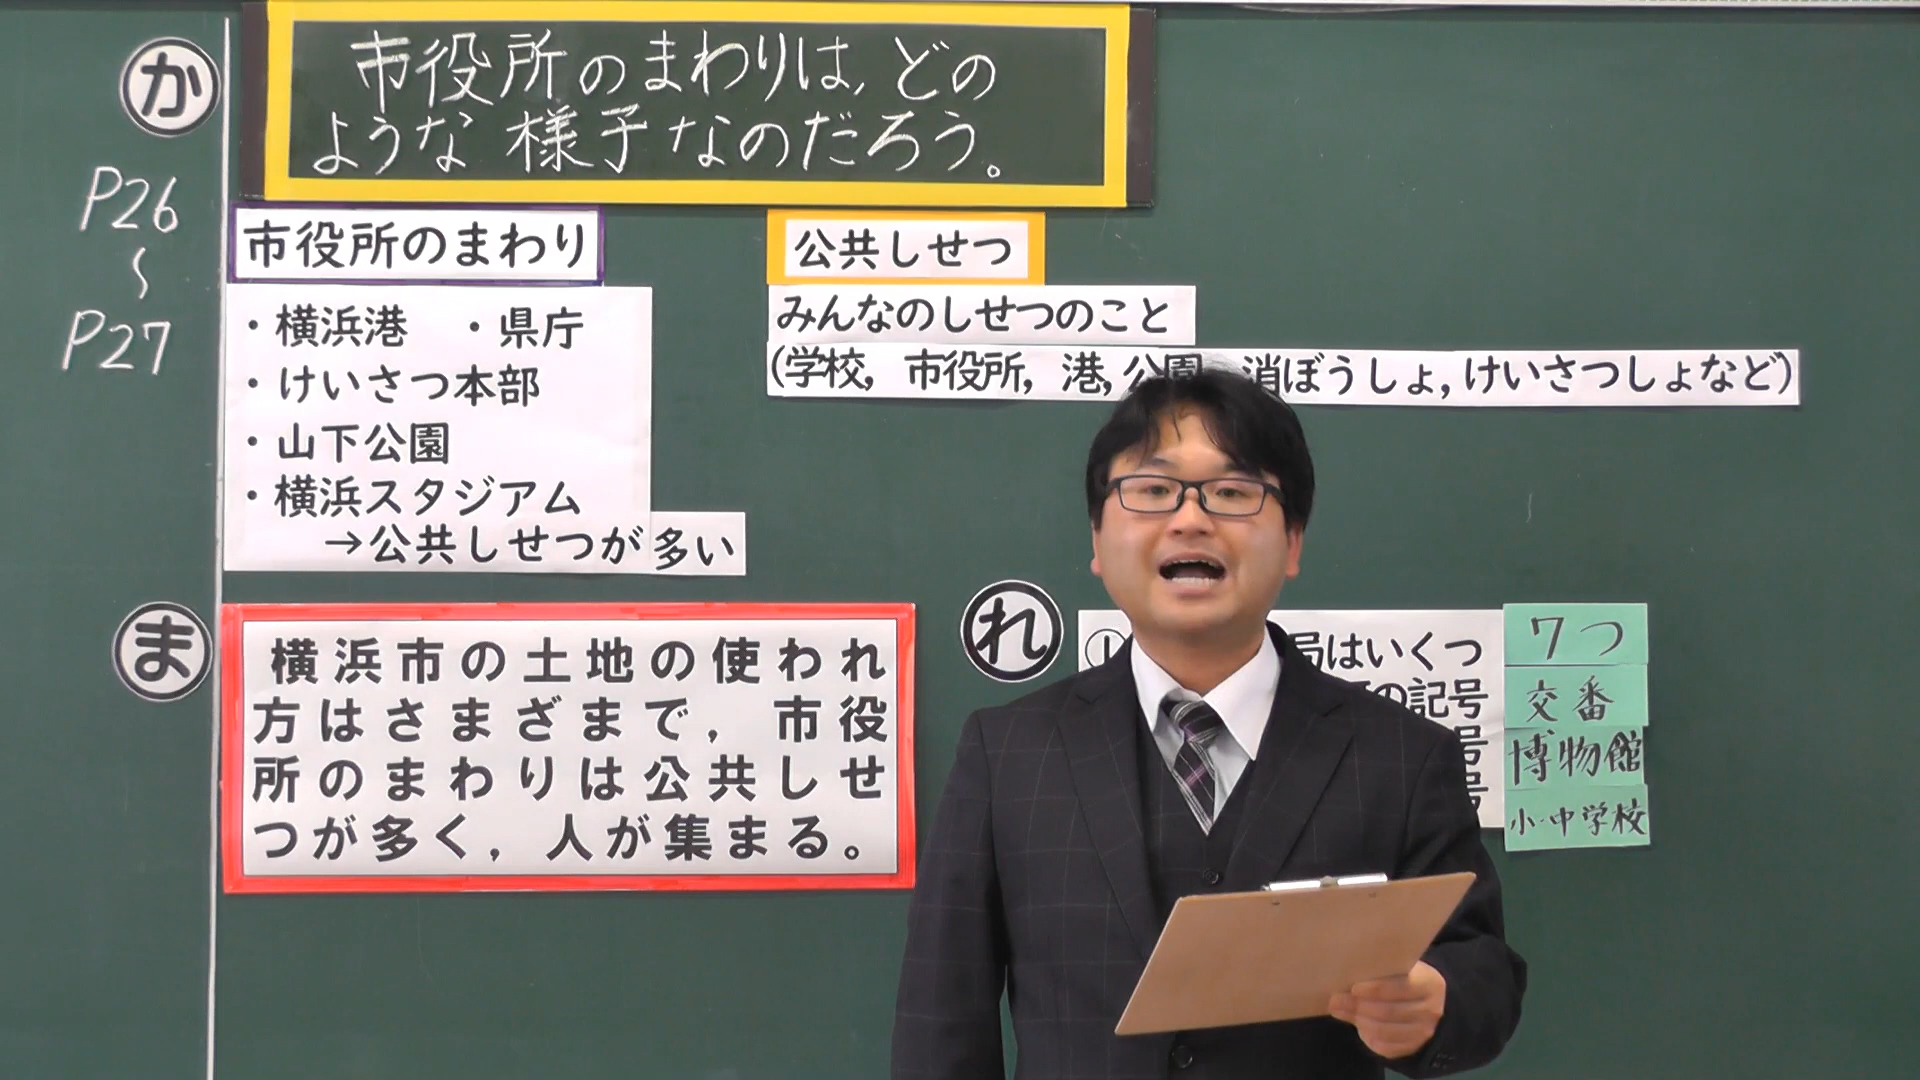 か
市役所のまわりは，どの
ような様子なのだろう。
P26
〜
P27
市役所のまわり
・横浜港 ・県庁
・けいさつ本部
・山下公園
・横浜スタジアム
→公共しせつが多い
公共しせつ
みんなのしせつのこと
(学校，市役所，港，公園 消ぼうしょ，けいさつしょなど)
ま
横浜市の土地の使われ
方はさまざまで，市役
所のまわりは公共しせ
つが多く，人が集まる。
れ
① 局はいくつ
の記号
号
号
7つ
交番
博物館
小・中学校